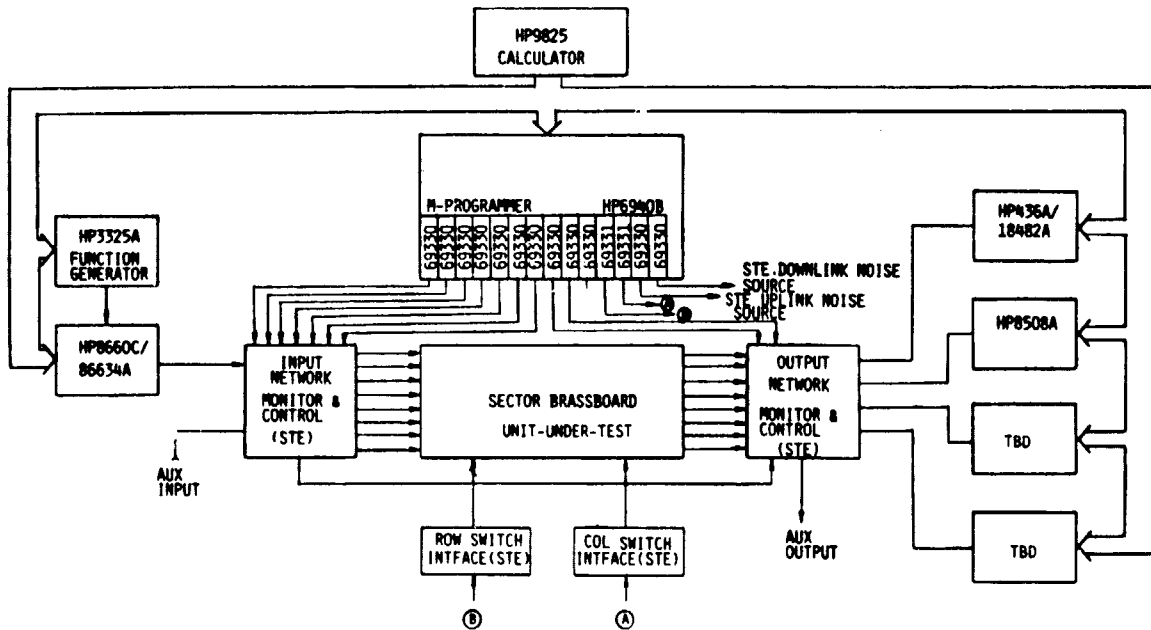 HP9825
CALCULATOR
M-PROGRAMMER
HP6940B
69330
69330
69330
69330
69330
69330
69330
69330
69330
69330
69331
69331
69330
69330
HP3325A
FUNCTION
GENERATOR
HP8660C/
86634A
HP436A/
18482A
HP8508A
TBD
TBD
STE.DOWNLINK NOISE
SOURCE
STE UPLINK NOISE
SOURCE
INPUT
NETWORK
MONITOR &
CONTROL
(STE)
SECTOR BRASSBOARD
UNIT-UNDER-TEST
OUTPUT
NETWORK
MONITOR &
CONTROL
(STE)
AUX
INPUT
AUX
OUTPUT
ROW SWITCH
INTFACE(STE)
COL SWITCH
INTFACE(STE)
B
A